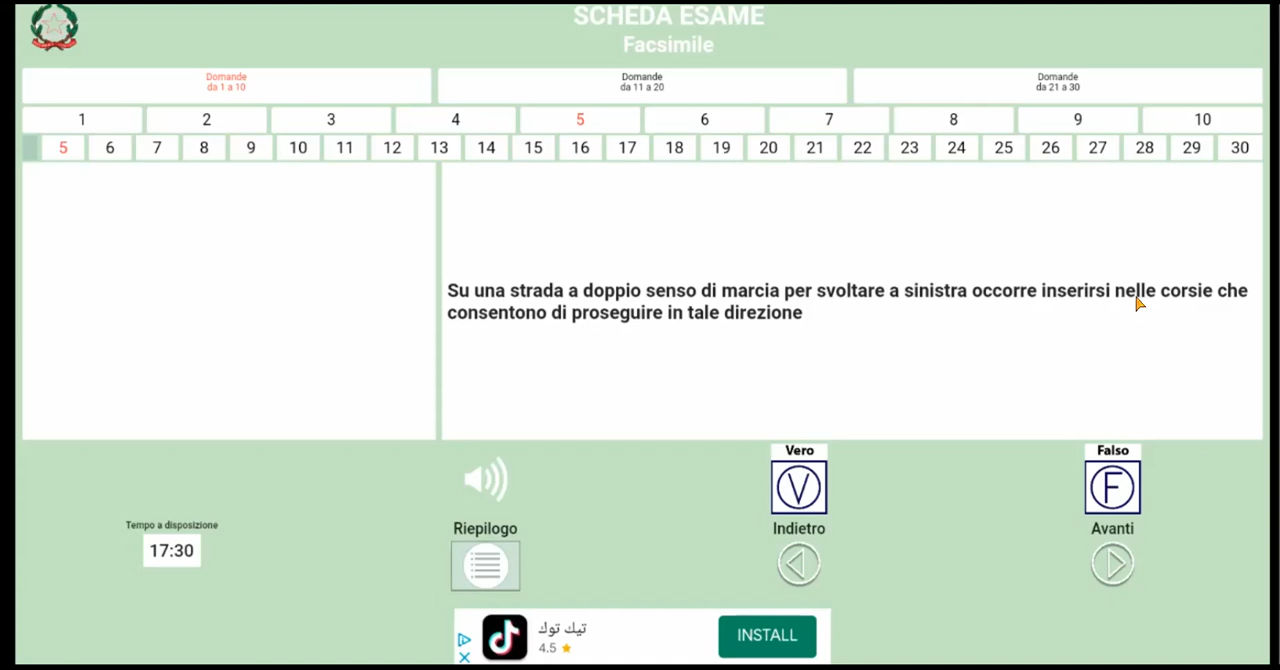 SCHEDA ESAME
Facsimile
Domande
da 1 a 10
Domande
da 11 a 20
Domande
da 21 a 30
1 2 3 4 5 6 7 8 9 10
5 6 7 8 9 10 11 12 13 14 15 16 17 18 19 20 21 22 23 24 25 26 27 28 29 30
Su una strada a doppio senso di marcia per svoltare a sinistra occorre inserirsi nelle corsie che
consentono di proseguire in tale direzione
Vero
Falso
V
F
Tempo a disposizione
17:30
Riepilogo
Indietro
Avanti
تيك توك
4.5
INSTALL